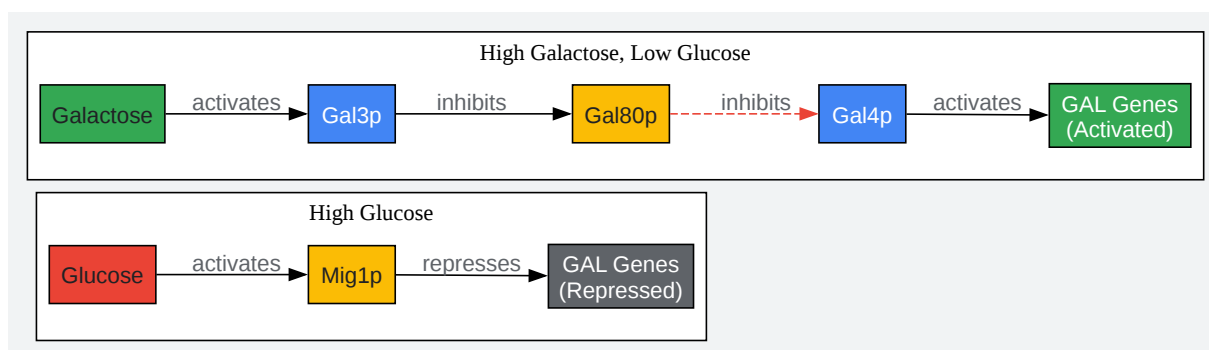 High Galactose, Low Glucose
Galactose activates Gal3p inhibits Gal80p inhibits Gal4p activates GAL Genes
(Activated)
High Glucose
Glucose activates Mig1p represses GAL Genes
(Repressed)